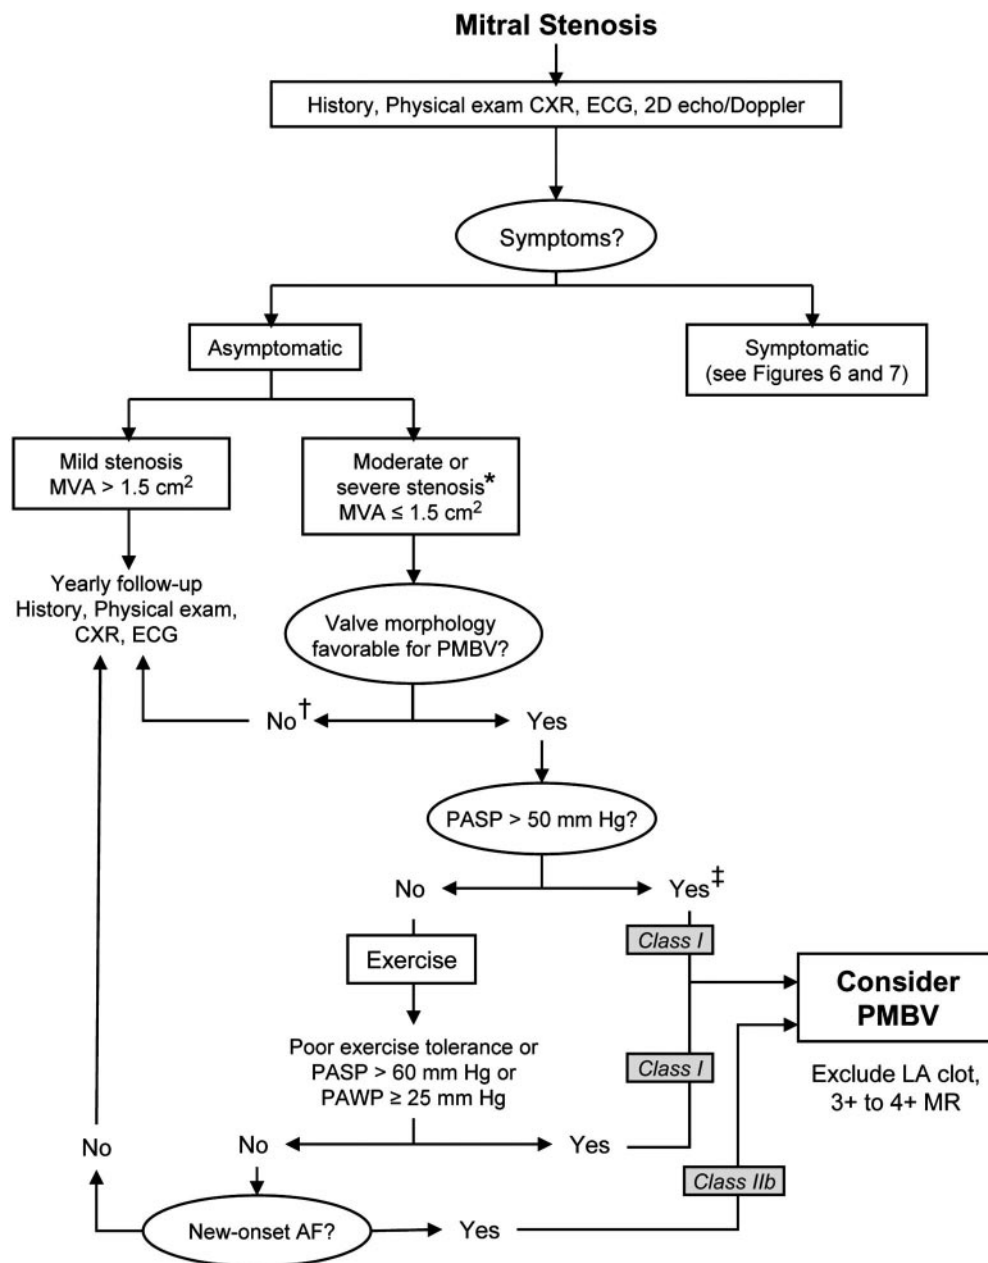 Mitral Stenosis
History, Physical exam CXR, ECG, 2D echo/Doppler
Symptoms?
Asymptomatic
Symptomatic
(see Figures 6 and 7)
Mild stenosis
MVA > 1.5 cm²
Moderate or
severe stenosis*
MVA ≤ 1.5 cm²
Yearly follow-up
History, Physical exam,
CXR, ECG
Valve morphology
favorable for PMBV?
No†
Yes
PASP > 50 mm Hg?
No
Yes‡
Class I
Exercise
Consider
PMBV
Exclude LA clot,
3+ to 4+ MR
Poor exercise tolerance or
PASP > 60 mm Hg or
PAWP ≥ 25 mm Hg
Class I
No
No
Yes
Class IIb
New-onset AF?
Yes